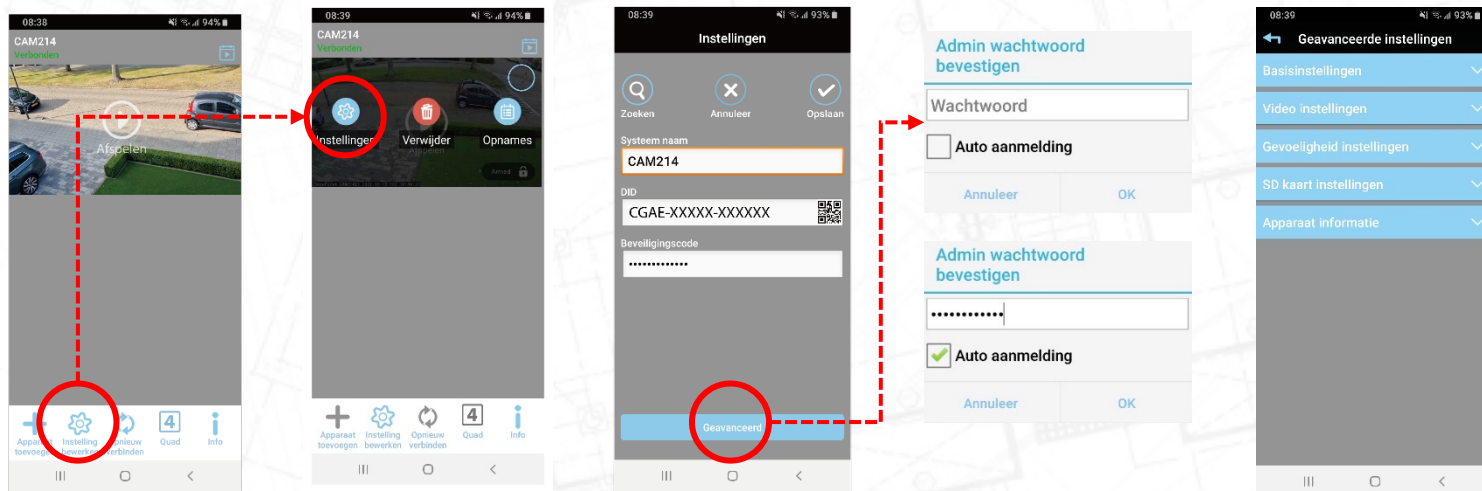 08:38
94%
CAM214
Verbonden
Afspelen
Apparaat toevoegen
Instelling bewerken
Opnieuw verbinden
4
Quad
Info
08:39
94%
CAM214
Verbonden
Instellingen
Verwijder
Opnames
Afspelen
Armed
Apparaat toevoegen
Instelling bewerken
Opnieuw verbinden
4
Quad
Info
08:39
93%
Instellingen
Zoeken
Annuleer
Opslaan
Systeem naam
CAM214
DID
CGAE-XXXXX-XXXXXX
Beveiligingscode
•••••••••••••
Geavanceerd
Admin wachtwoord
bevestigen
Wachtwoord
Auto aanmelding
Annuleer
OK
Admin wachtwoord
bevestigen
••••••••••••
Auto aanmelding
Annuleer
OK
08:39
93%
Geavanceerde instellingen
Basisinstellingen
Video instellingen
Gevoeligheid instellingen
SD kaart instellingen
Apparaat informatie